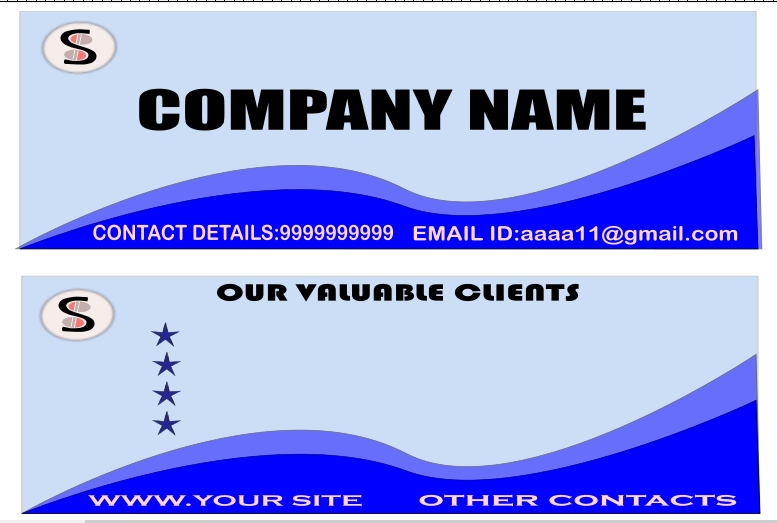 S
COMPANY NAME
CONTACT DETAILS:9999999999 EMAIL ID:aaaa11@gmail.com
S
OUR VALUABLE CLIENTS
WWW.YOUR SITE OTHER CONTACTS